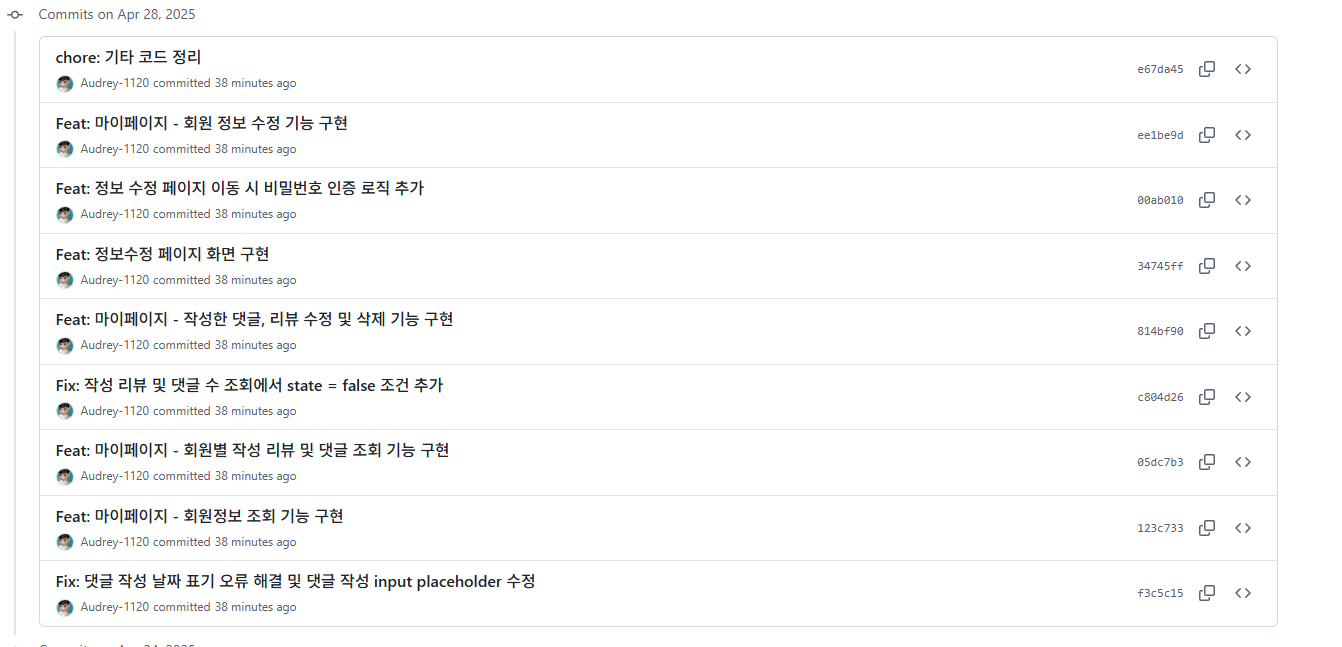 Commits on Apr 28, 2025
chore: 기타 코드 정리
Audrey-1120 committed 38 minutes ago
e67da45
Feat: 마이페이지 - 회원 정보 수정 기능 구현
Audrey-1120 committed 38 minutes ago
ee1be9d
Feat: 정보 수정 페이지 이동 시 비밀번호 인증 로직 추가
Audrey-1120 committed 38 minutes ago
00ab010
Feat: 정보수정 페이지 화면 구현
Audrey-1120 committed 38 minutes ago
34745ff
Feat: 마이페이지 - 작성한 댓글, 리뷰 수정 및 삭제 기능 구현
Audrey-1120 committed 38 minutes ago
814bf90
Fix: 작성 리뷰 및 댓글 수 조회에서 state = false 조건 추가
Audrey-1120 committed 38 minutes ago
c804d26
Feat: 마이페이지 - 회원별 작성 리뷰 및 댓글 조회 기능 구현
Audrey-1120 committed 38 minutes ago
05dc7b3
Feat: 마이페이지 - 회원정보 조회 기능 구현
Audrey-1120 committed 38 minutes ago
123c733
Fix: 댓글 작성 날짜 표기 오류 해결 및 댓글 작성 input placeholder 수정
Audrey-1120 committed 38 minutes ago
f3c5c15